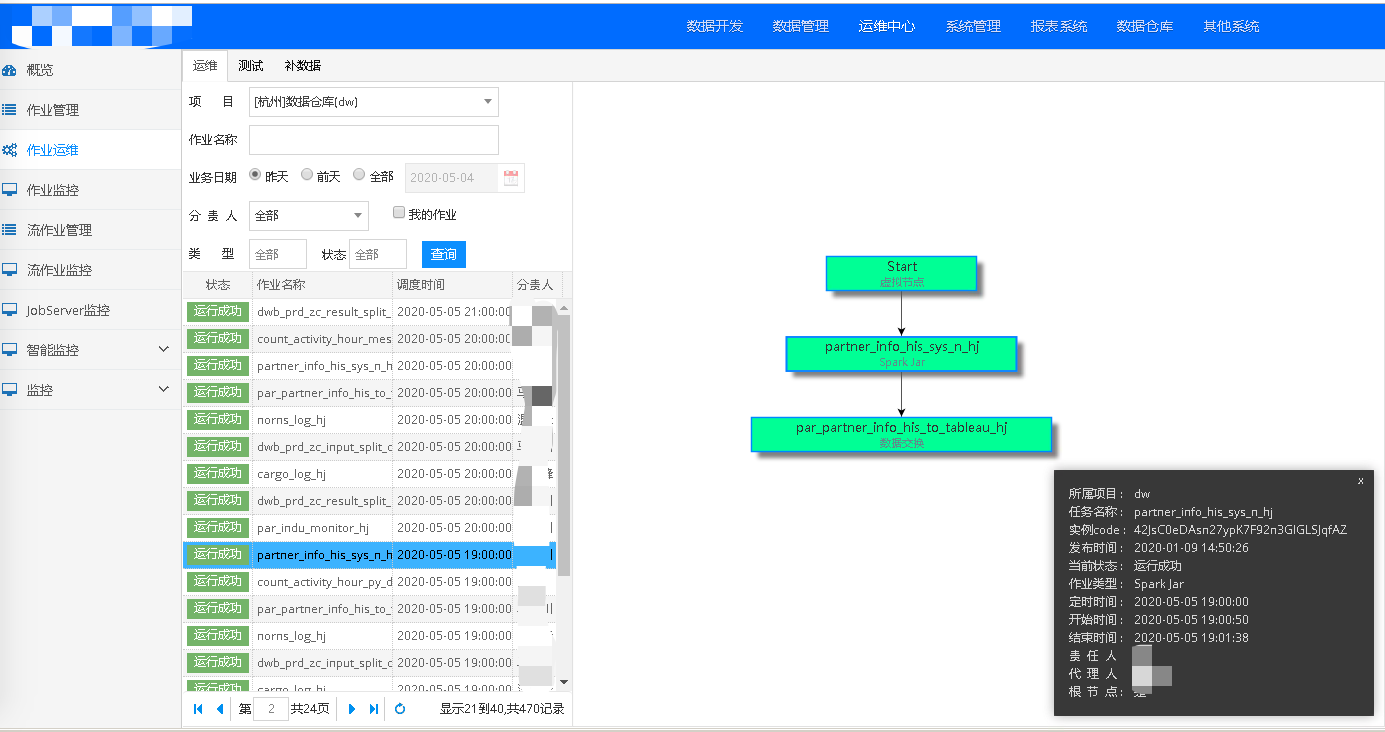 数据开发 数据管理 运维中心 系统管理 报表系统 数据仓库 其他系统
概览
作业管理
作业运维
作业监控
流作业管理
流作业监控
JobServer监控
智能监控
监控
运维 测试 补数据
项 目 [杭州]数据仓库(dw)
作业名称
业务日期 昨天 前天 全部 2020-05-04
分 责 人 全部 我的作业
类 型 全部 状态 全部 查询
状态 作业名称 调度时间 分责人
运行成功 dwb_prd_zc_result_split_ 2020-05-05 21:00:00
运行成功 count_activity_hour_mes 2020-05-05 20:00:00
运行成功 partner_info_his_sys_n_h 2020-05-05 20:00:00
运行成功 par_partner_info_his_to_ 2020-05-05 20:00:00
运行成功 norns_log_hj 2020-05-05 20:00:00
运行成功 dwb_prd_zc_input_split_c 2020-05-05 20:00:00
运行成功 cargo_log_hj 2020-05-05 20:00:00
运行成功 dwb_prd_zc_result_split_ 2020-05-05 20:00:00
运行成功 par_indu_monitor_hj 2020-05-05 20:00:00
运行成功 partner_info_his_sys_n_h 2020-05-05 19:00:00
运行成功 count_activity_hour_py_d 2020-05-05 19:00:00
运行成功 par_partner_info_his_to_ 2020-05-05 19:00:00
运行成功 norns_log_hj 2020-05-05 19:00:00
运行成功 dwb_prd_zc_input_split_c 2020-05-05 19:00:00
运行成功 cargo_log_hj 2020-05-05 19:00:00
第 2 共24页 显示21到40,共470记录
Start
虚拟节点
partner_info_his_sys_n_hj
Spark Jar
par_partner_info_his_to_tableau_hj
数据交换
x
所属项目： dw
任务名称： partner_info_his_sys_n_hj
实例code： 42JsC0eDAsn27ypK7F92n3GIGLSJqfAZ
发布时间： 2020-01-09 14:50:26
当前状态： 运行成功
作业类型： Spark Jar
定时时间： 2020-05-05 19:00:00
开始时间： 2020-05-05 19:00:50
结束时间： 2020-05-05 19:01:38
责 任 人
代 理 人
根 节 点： 是